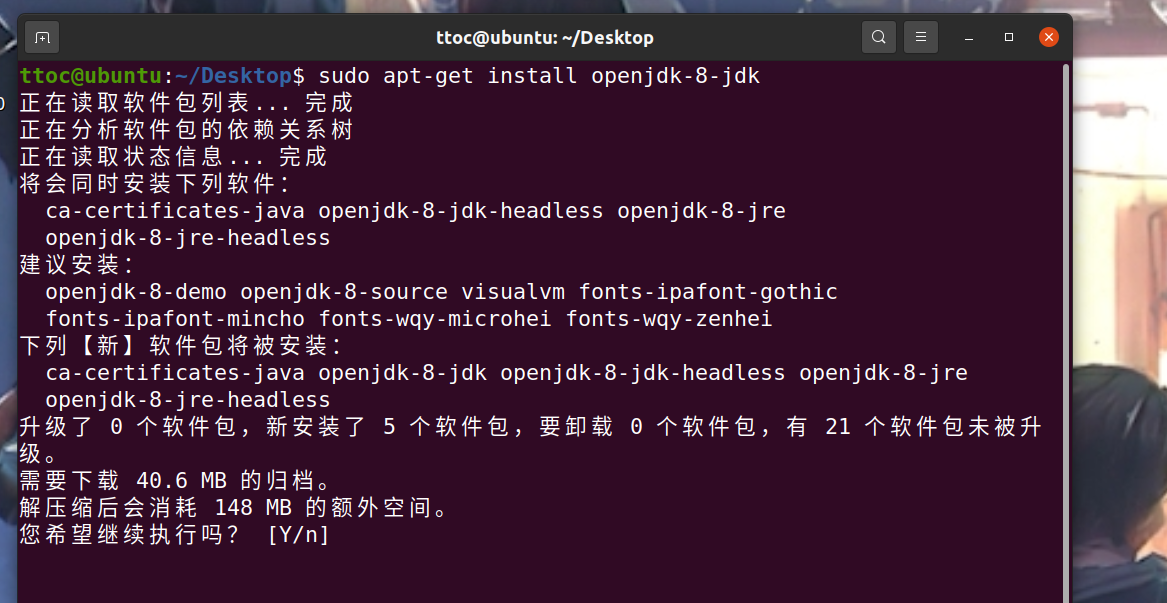 ttoc@ubuntu: ~/Desktop
ttoc@ubuntu:~/Desktop$ sudo apt-get install openjdk-8-jdk
正在读取软件包列表... 完成
正在分析软件包的依赖关系树
正在读取状态信息... 完成
将会同时安装下列软件：
ca-certificates-java openjdk-8-jdk-headless openjdk-8-jre
openjdk-8-jre-headless
建议安装：
openjdk-8-demo openjdk-8-source visualvm fonts-ipafont-gothic
fonts-ipafont-mincho fonts-wqy-microhei fonts-wqy-zenhei
下列【新】软件包将被安装：
ca-certificates-java openjdk-8-jdk openjdk-8-jdk-headless openjdk-8-jre
openjdk-8-jre-headless
升级了 0 个软件包，新安装了 5 个软件包，要卸载 0 个软件包，有 21 个软件包未被升
级。
需要下载 40.6 MB 的归档。
解压缩后会消耗 148 MB 的额外空间。
您希望继续执行吗？ [Y/n]